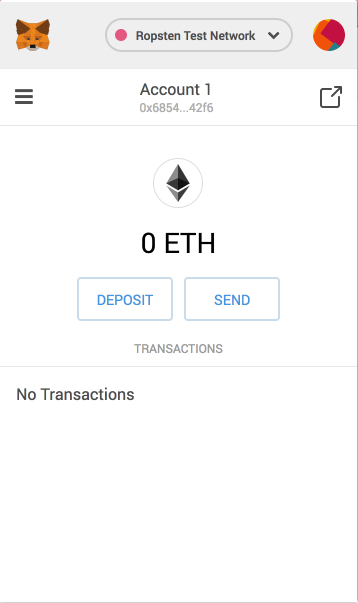 Ropsten Test Network
Account 1
0x6854...42f6
0 ETH
DEPOSIT
SEND
TRANSACTIONS
No Transactions